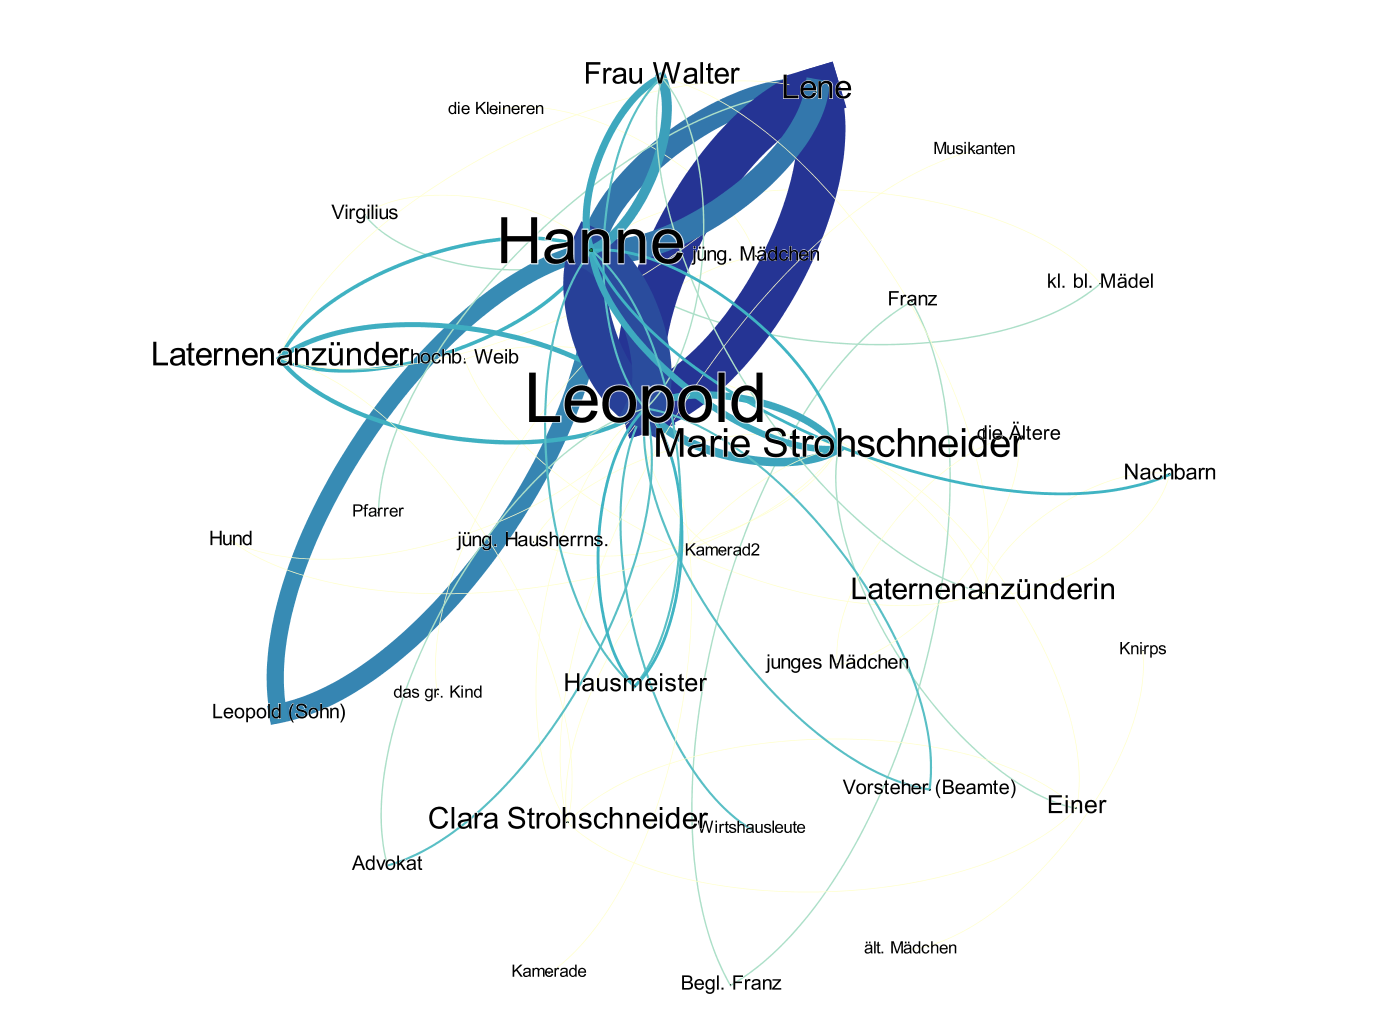 Frau Walter
Lene
die Kleineren
Musikanten
Virgilius
Hanne
jüng. Mädchen
kl. bl. Mädel
Franz
Laternenanzünder
hochb. Weib
Leopold
die Ältere
Marie Strohschneider
Nachbarn
Pfarrer
Hund
jüng. Hausherrns.
Kamerad2
Laternenanzünderin
Knirps
junges Mädchen
Hausmeister
das gr. Kind
Leopold (Sohn)
Vorsteher (Beamte)
Einer
Clara Strohschneider
Wirtshausleute
Advokat
ält. Mädchen
Kamerade
Begl. Franz